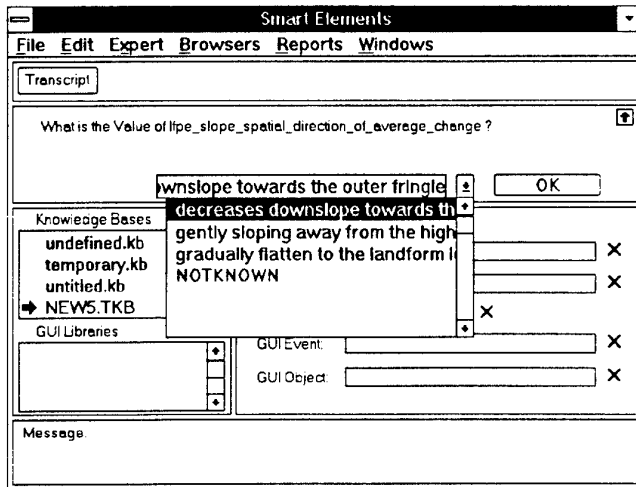 Smart Elements
File Edit Expert Browsers Reports Windows
Transcript
What is the Value of lfpe_slope_spatial_direction_of_average_change ?
wnslope towards the outer fringle
OK
decreases downslope towards th
gently sloping away from the high
gradually flatten to the landform l
NOTKNOWN
Knowledge Bases
undefined.kb
temporary.kb
untitled.kb
NEW5.TKB
GUI Libraries
GUI Event:
GUI Object:
Message.